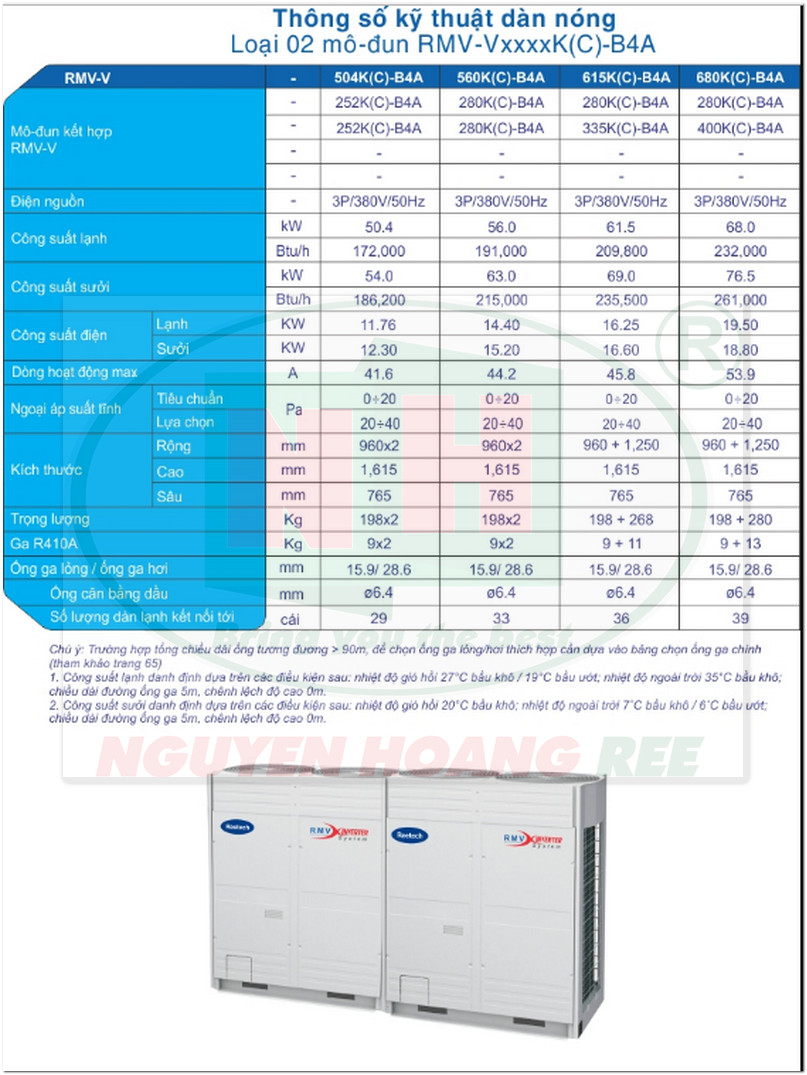 Thông số kỹ thuật dàn nóng
Loại 02 mô-đun RMV-VxxxxK(C)-B4A
RMV-V - 504K(C)-B4A 560K(C)-B4A 615K(C)-B4A 680K(C)-B4A
Mô-đun kết hợp RMV-V - 252K(C)-B4A 280K(C)-B4A 280K(C)-B4A 280K(C)-B4A
- 252K(C)-B4A 280K(C)-B4A 335K(C)-B4A 400K(C)-B4A
- - - - -
- - - - -
Điện nguồn - 3P/380V/50Hz 3P/380V/50Hz 3P/380V/50Hz 3P/380V/50Hz
Công suất lạnh kW 50.4 56.0 61.5 68.0
Btu/h 172,000 191,000 209,800 232,000
Công suất sưởi kW 54.0 63.0 69.0 76.5
Btu/h 186,200 215,000 235,500 261,000
Công suất điện Lạnh KW 11.76 14.40 16.25 19.50
Sưởi KW 12.30 15.20 16.60 18.80
Dòng hoạt động max A 41.6 44.2 45.8 53.9
Ngoại áp suất tĩnh Tiêu chuẩn Pa 0÷20 0÷20 0÷20 0÷20
Lựa chọn 20÷40 20÷40 20÷40 20÷40
Kích thước Rộng mm 960x2 960x2 960 + 1,250 960 + 1,250
Cao mm 1,615 1,615 1,615 1,615
Sâu mm 765 765 765 765
Trọng lượng Kg 198x2 198x2 198 + 268 198 + 280
Ga R410A Kg 9x2 9x2 9 + 11 9 + 13
Ống ga lỏng / ống ga hơi mm 15.9/ 28.6 15.9/ 28.6 15.9/ 28.6 15.9/ 28.6
Ống cân bằng dầu mm ø6.4 ø6.4 ø6.4 ø6.4
Số lượng dàn lạnh kết nối tới cái 29 33 36 39
Bring you the best
Chú ý: Trường hợp tổng chiều dài ống tương đương > 90m, để chọn ống ga lỏng/hơi thích hợp cần dựa vào bảng chọn ống ga chính
(tham khảo trang 65)
1. Công suất lạnh danh định dựa trên các điều kiện sau: nhiệt độ gió hồi 27°C bầu khô / 19°C bầu ướt; nhiệt độ ngoài trời 35°C bầu khô;
chiều dài đường ống ga 5m, chênh lệch độ cao 0m.
2. Công suất sưởi danh định dựa trên các điều kiện sau: nhiệt độ gió hồi 20°C bầu khô; nhiệt độ ngoài trời 7°C bầu khô / 6°C bầu ướt;
chiều dài đường ống ga 5m, chênh lệch độ cao 0m.
NGUYEN HOANG REE
NH ®
Reetech RMV INVERTER System
Reetech RMV INVERTER System